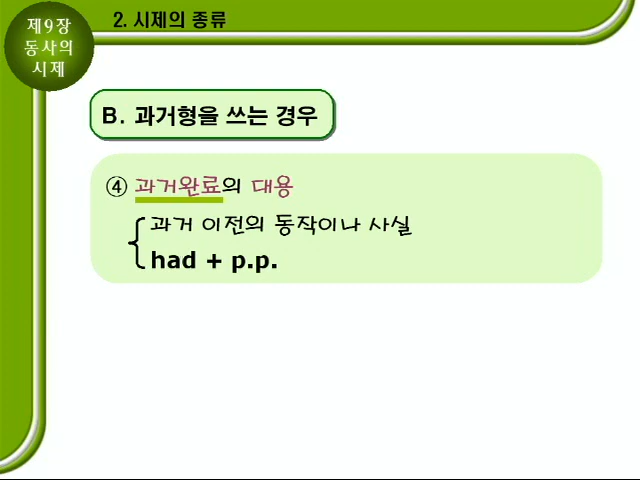 제9장
동사의
시제
2. 시제의 종류
B. 과거형을 쓰는 경우
④ 과거완료의 대용
과거 이전의 동작이나 사실
had + p.p.